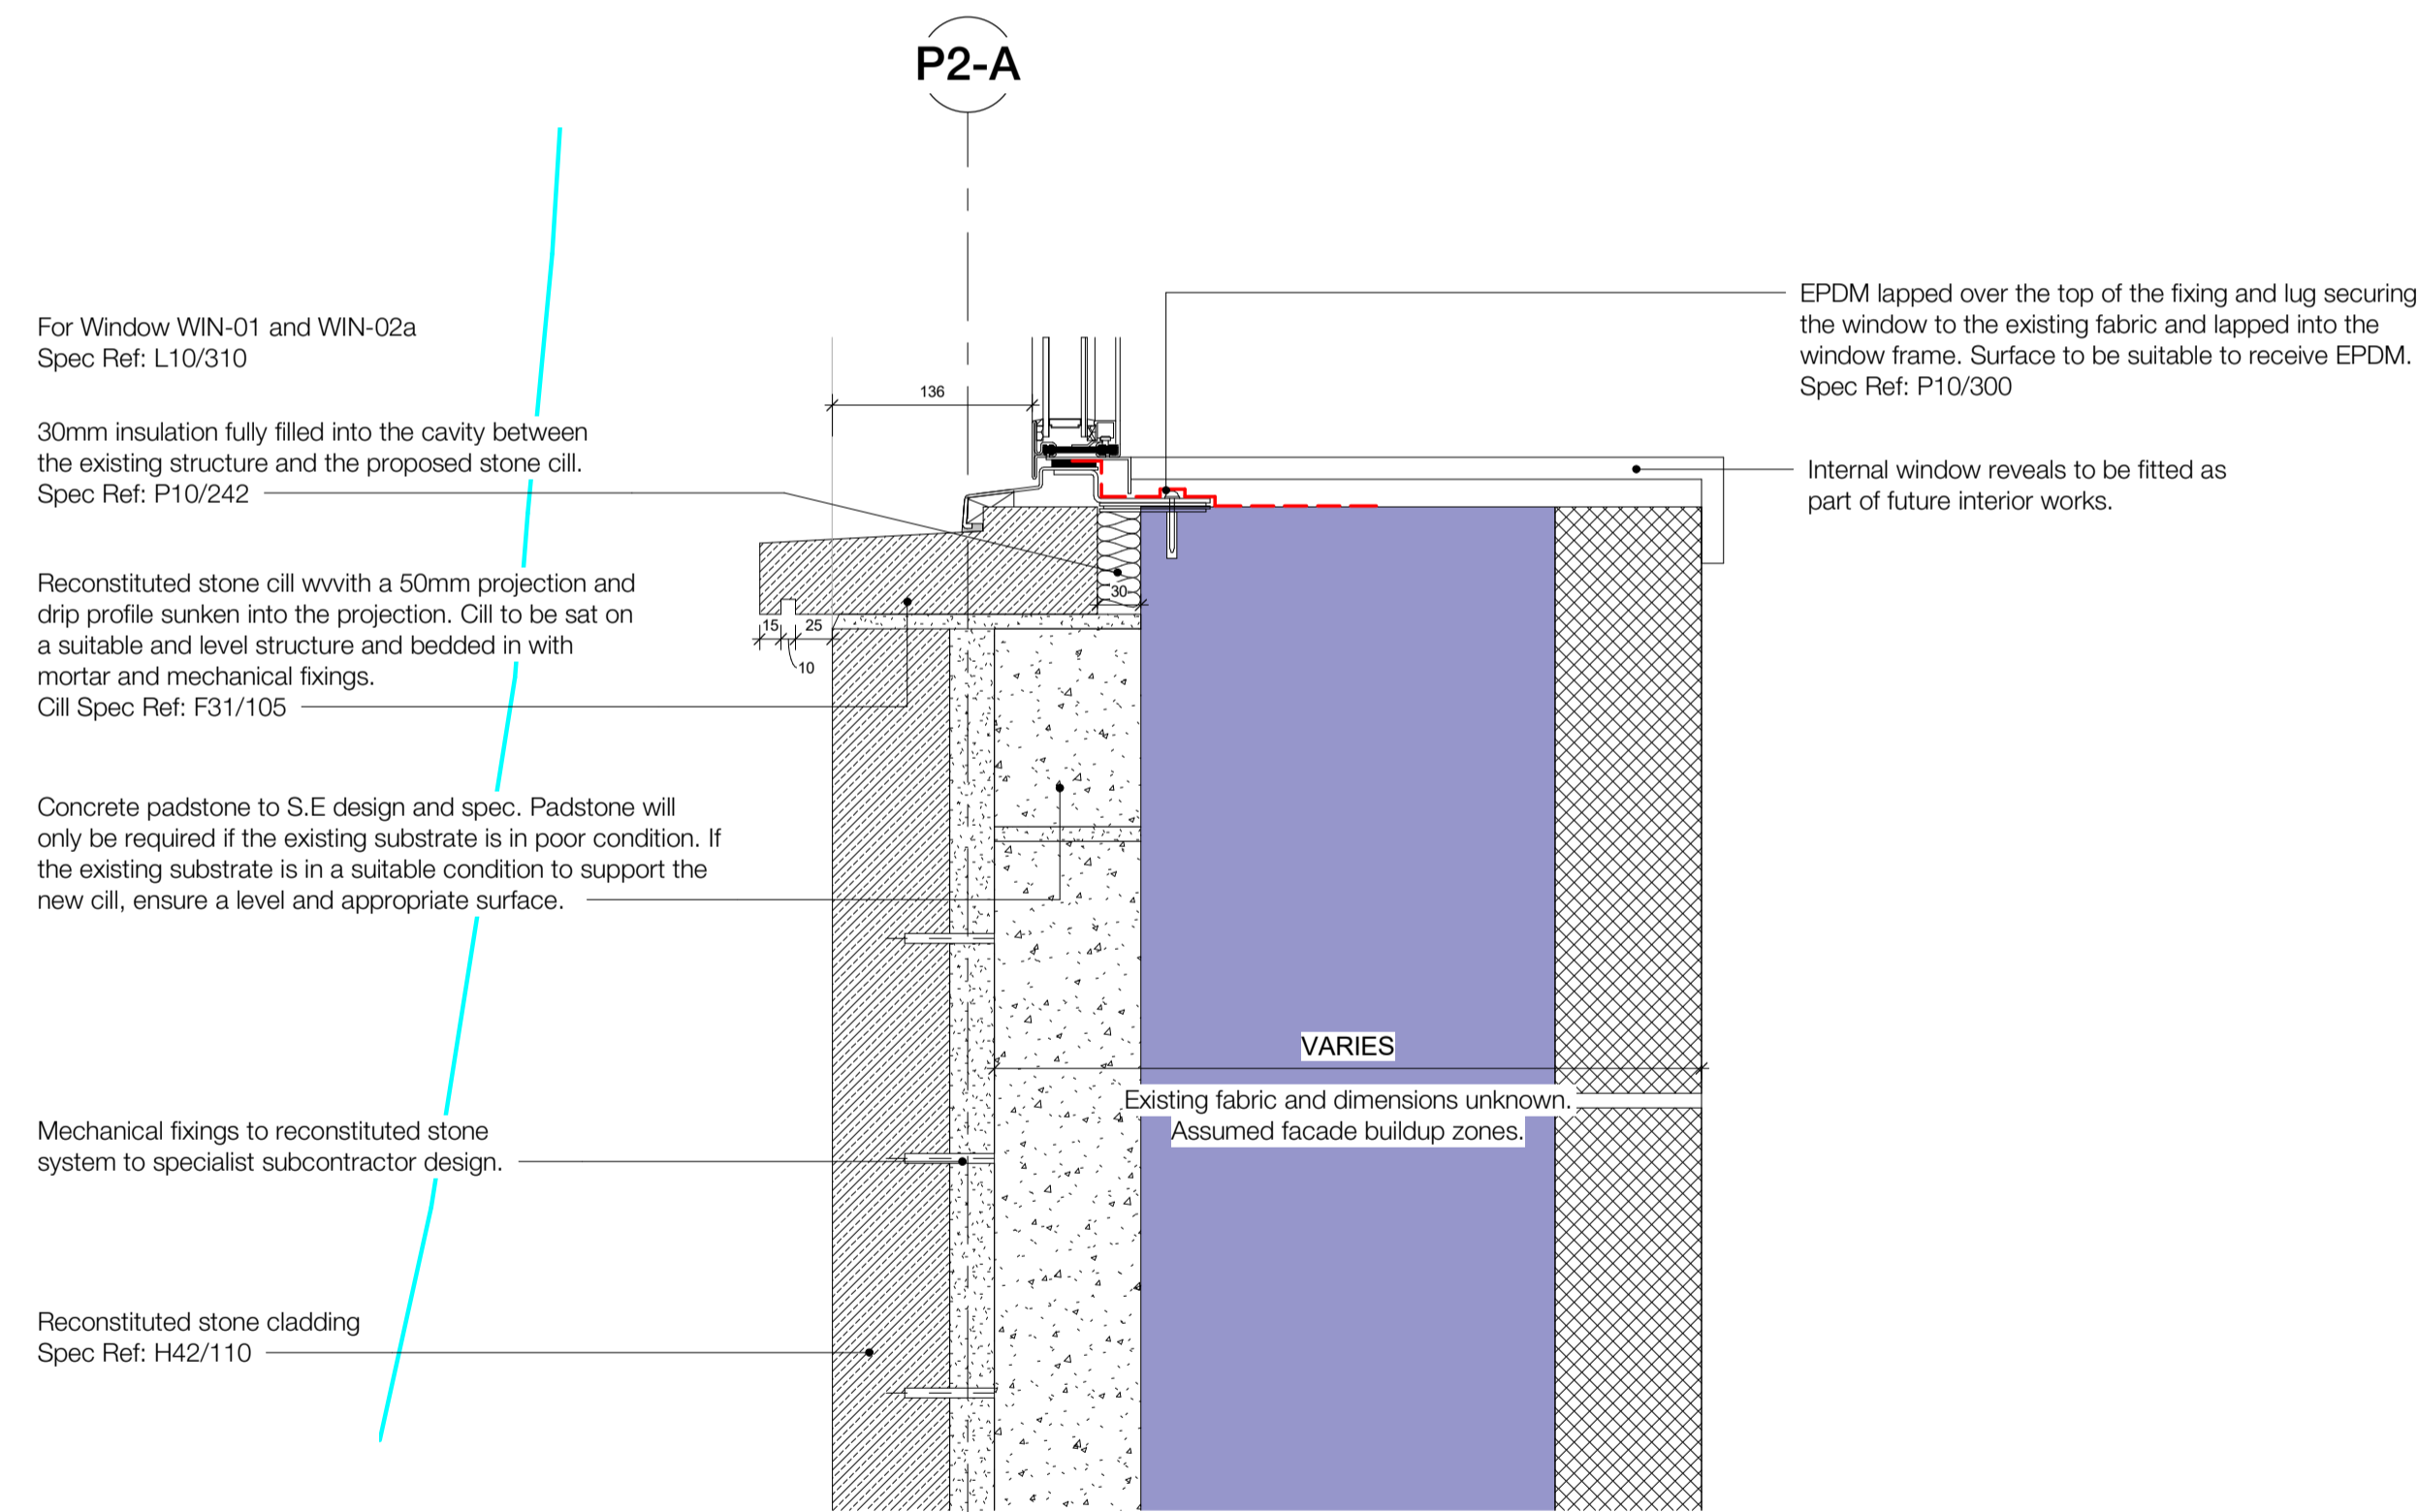 P2-A
For Window WIN-01 and WIN-02a
Spec Ref: L10/310
30mm insulation fully filled into the cavity between
the existing structure and the proposed stone cill.
Spec Ref: P10/242
Reconstituted stone cill wvvith a 50mm projection and
drip profile sunken into the projection. Cill to be sat on
a suitable and level structure and bedded in with
mortar and mechanical fixings.
Cill Spec Ref: F31/105
Concrete padstone to S.E design and spec. Padstone will
only be required if the existing substrate is in poor condition. If
the existing substrate is in a suitable condition to support the
new cill, ensure a level and appropriate surface.
Mechanical fixings to reconstituted stone
system to specialist subcontractor design.
Reconstituted stone cladding
Spec Ref: H42/110
136
30
15
25
10
VARIES
Existing fabric and dimensions unknown.
Assumed facade buildup zones.
EPDM lapped over the top of the fixing and lug securing
the window to the existing fabric and lapped into the
window frame. Surface to be suitable to receive EPDM.
Spec Ref: P10/300
Internal window reveals to be fitted as
part of future interior works.